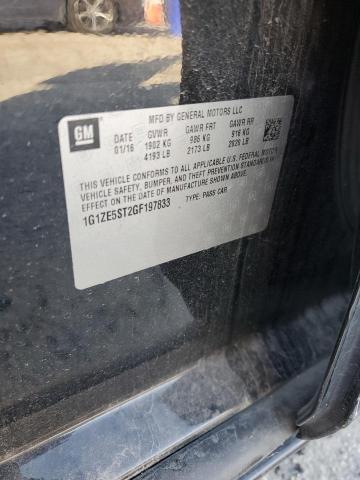 GM
MFD BY GENERAL MOTORS LLC
DATE GVWR GAWR FRT GAWR RR
01/16 1902 KG 986 KG 916 KG
4193 LB 2173 LB 2020 LB
THIS VEHICLE CONFORMS TO ALL APPLICABLE U.S. FEDERAL MOTOR
VEHICLE SAFETY, BUMPER, AND THEFT PREVENTION STANDARDS IN
EFFECT ON THE DATE OF MANUFACTURE SHOWN ABOVE.
1G1ZE5ST2GF197833 TYPE: PASS CAR